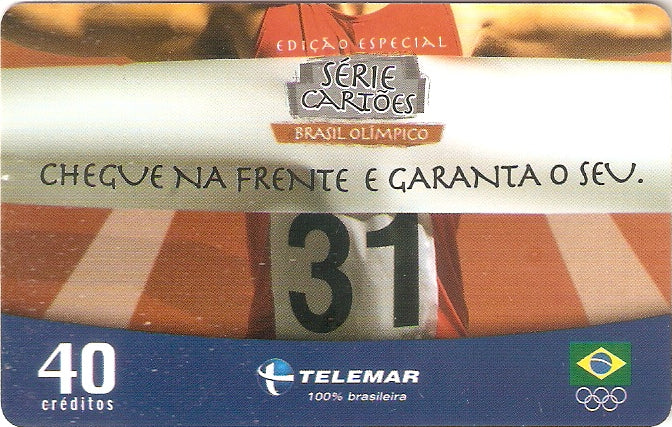 EDIÇÃO ESPECIAL
SÉRIE
CARTÕES
BRASIL OLÍMPICO
CHEGUE NA FRENTE E GARANTA O SEU.
31
40
créditos
TELEMAR
100% brasileira